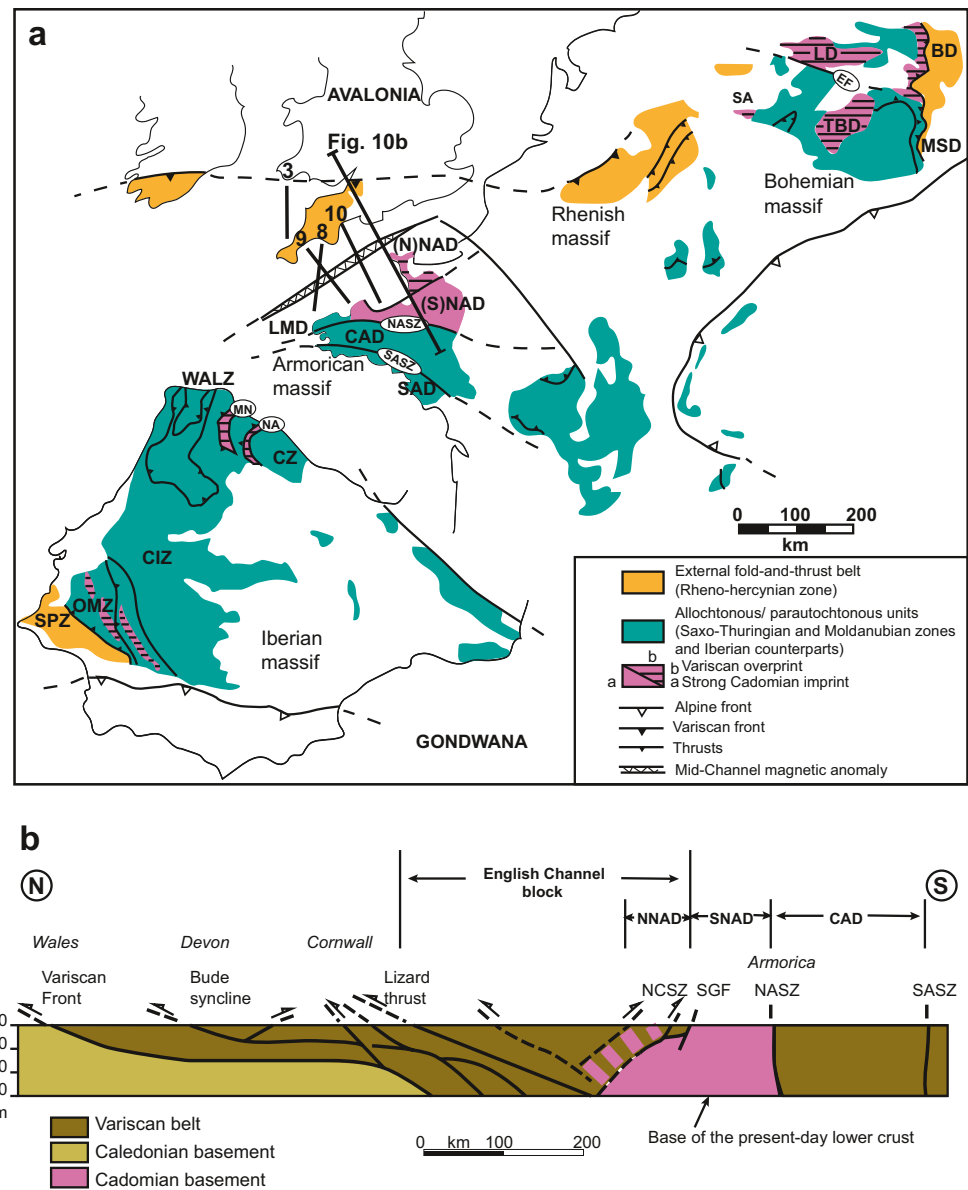 a
AVALONIA
Fig. 10b
3
10
9
8
(N)NAD
(S)NAD
LMD
NASZ
CAD
SASZ
SAD
Armorican
massif
Rhenish
massif
LD
BD
EF
SA
TBD
MSD
Bohemian
massif
WALZ
MN
NA
CZ
CIZ
OMZ
SPZ
Iberian
massif
GONDWANA
0 100 200
km
External fold-and-thrust belt
(Rheno-hercynian zone)
Allochtonous/ parautochtonous units
(Saxo-Thuringian and Moldanubian zones
and Iberian counterparts)
b
b Variscan overprint
a
a Strong Cadomian imprint
Alpine front
Variscan front
Thrusts
Mid-Channel magnetic anomaly
b
N
S
English Channel
block
NNAD
SNAD
CAD
Wales
Devon
Cornwall
Armorica
Variscan
Front
Bude
syncline
Lizard
thrust
NCSZ
SGF
NASZ
SASZ
0
0
0
0
m
Variscan belt
Caledonian basement
Cadomian basement
0 km 100 200
Base of the present-day lower crust